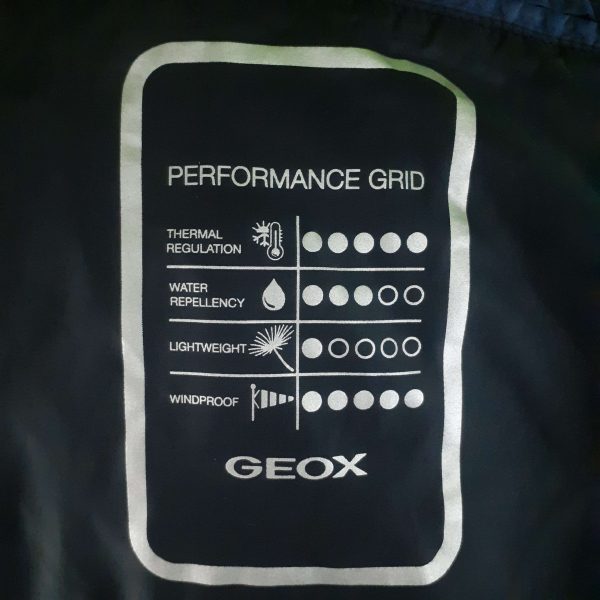 PERFORMANCE GRID
THERMAL
REGULATION
WATER
REPELLENCY
LIGHTWEIGHT
WINDPROOF
GEOX